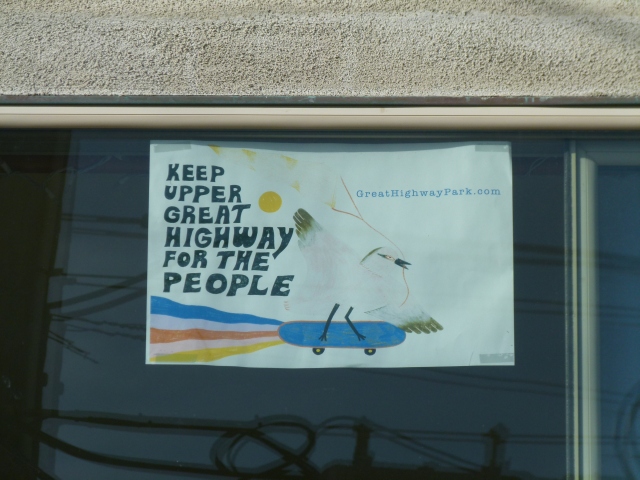 KEEP
UPPER
GREAT
HIGHWAY
FOR THE
PEOPLE
GreatHighwayPark.com